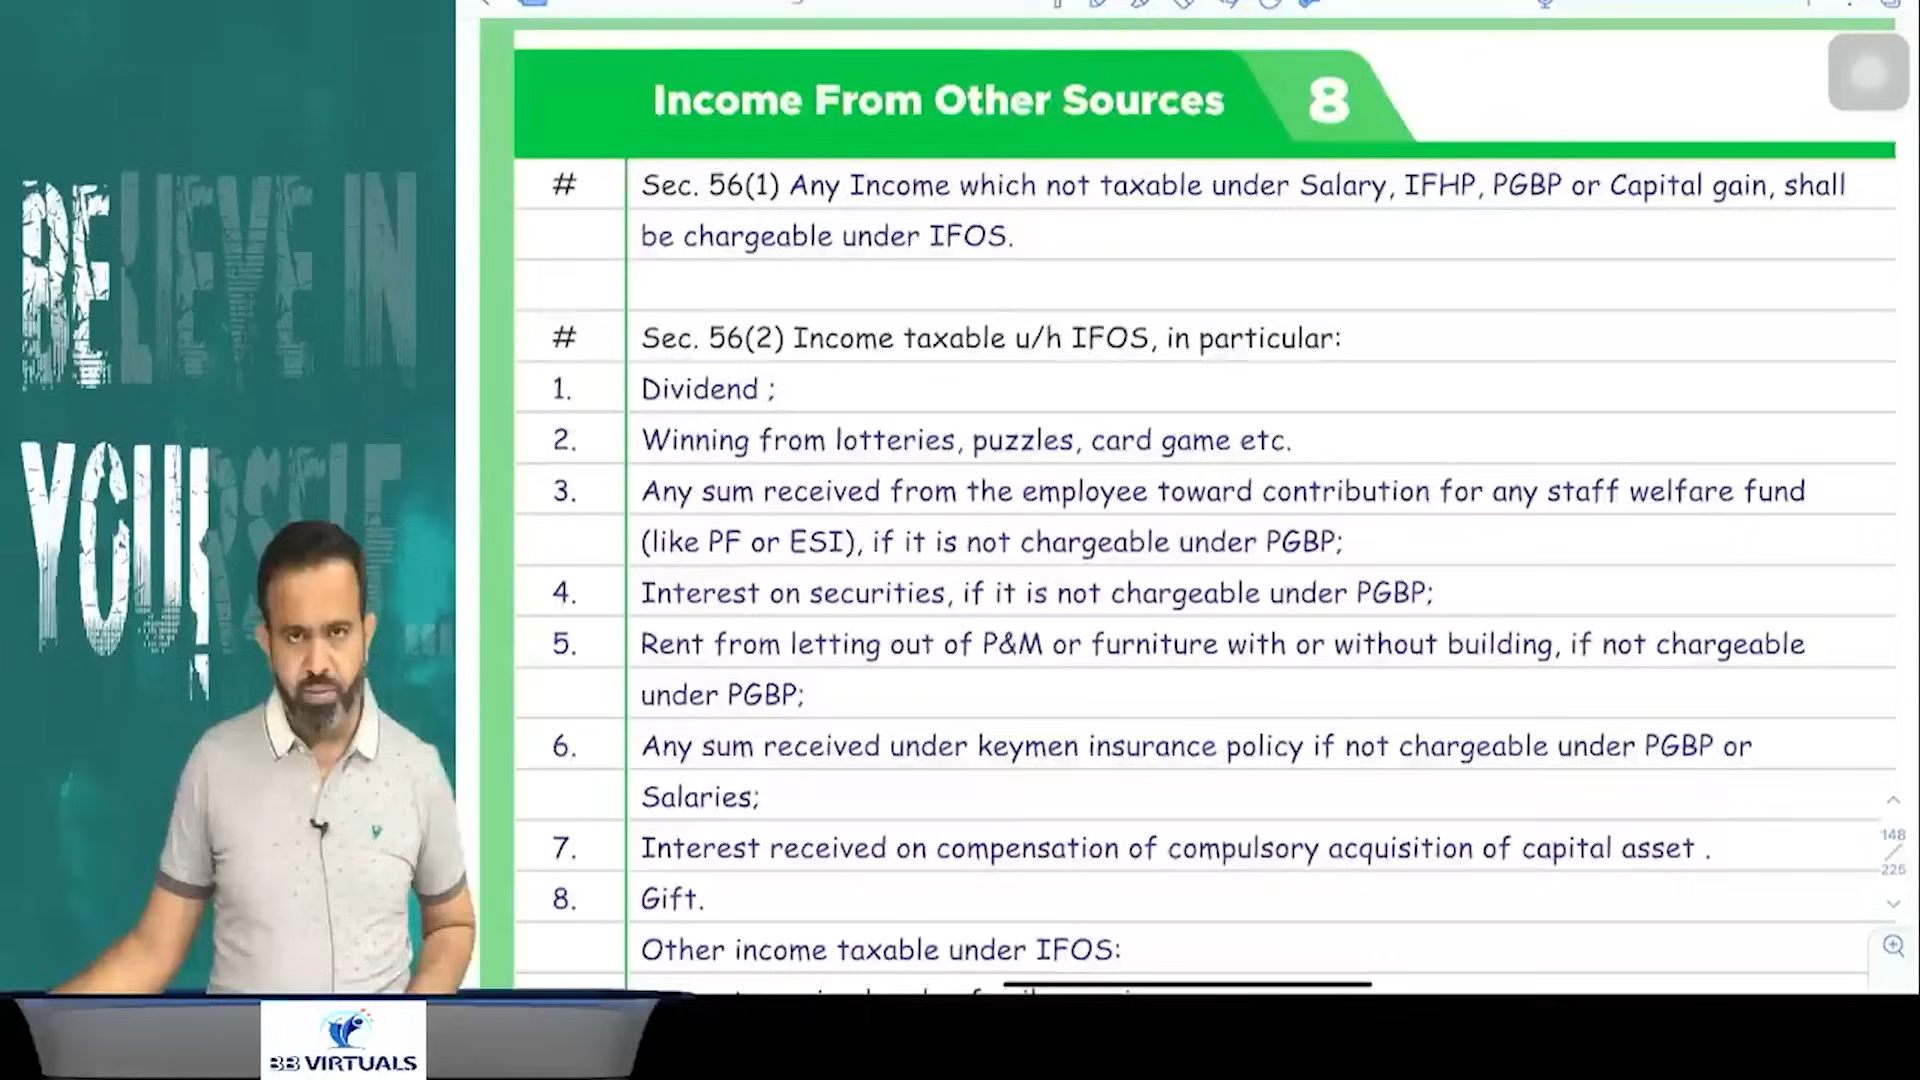 BELIEVE IN
YOURSELF...
Income From Other Sources 8
# Sec. 56(1) Any Income which not taxable under Salary, IFHP, PGBP or Capital gain, shall
be chargeable under IFOS.
# Sec. 56(2) Income taxable u/h IFOS, in particular:
1. Dividend ;
2. Winning from lotteries, puzzles, card game etc.
3. Any sum received from the employee toward contribution for any staff welfare fund
(like PF or ESI), if it is not chargeable under PGBP;
4. Interest on securities, if it is not chargeable under PGBP;
5. Rent from letting out of P&M or furniture with or without building, if not chargeable
under PGBP;
6. Any sum received under keymen insurance policy if not chargeable under PGBP or
Salaries;
7. Interest received on compensation of compulsory acquisition of capital asset .
8. Gift.
Other income taxable under IFOS:
148
225
BB VIRTUALS